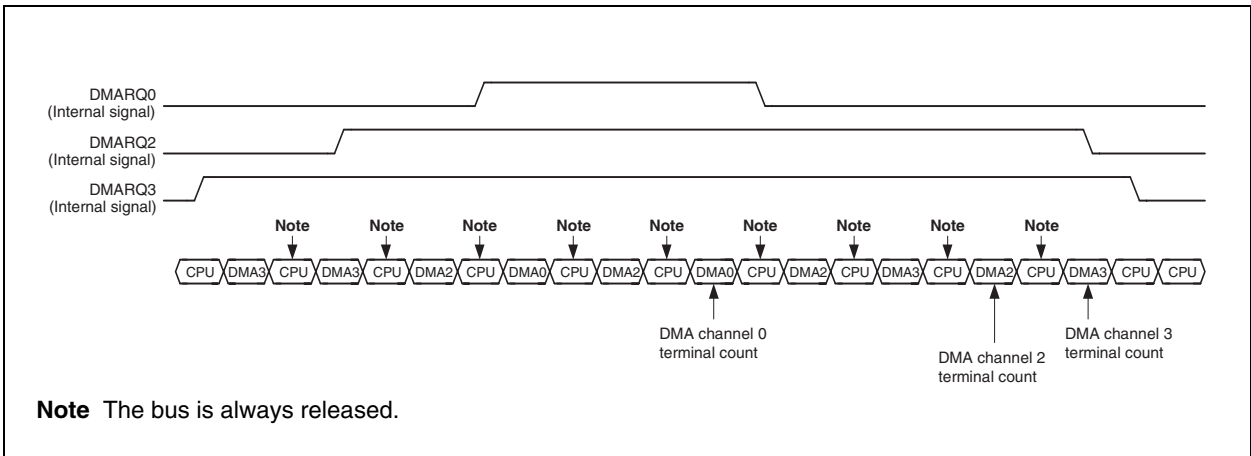 DMARQ0
(Internal signal)
DMARQ2
(Internal signal)
DMARQ3
(Internal signal)
Note Note Note Note Note Note Note Note Note
CPU DMA3 CPU DMA3 CPU DMA2 CPU DMA0 CPU DMA2 CPU DMA0 CPU DMA2 CPU DMA3 CPU DMA2 CPU DMA3 CPU CPU
DMA channel 0
terminal count
DMA channel 2
terminal count
DMA channel 3
terminal count
Note The bus is always released.